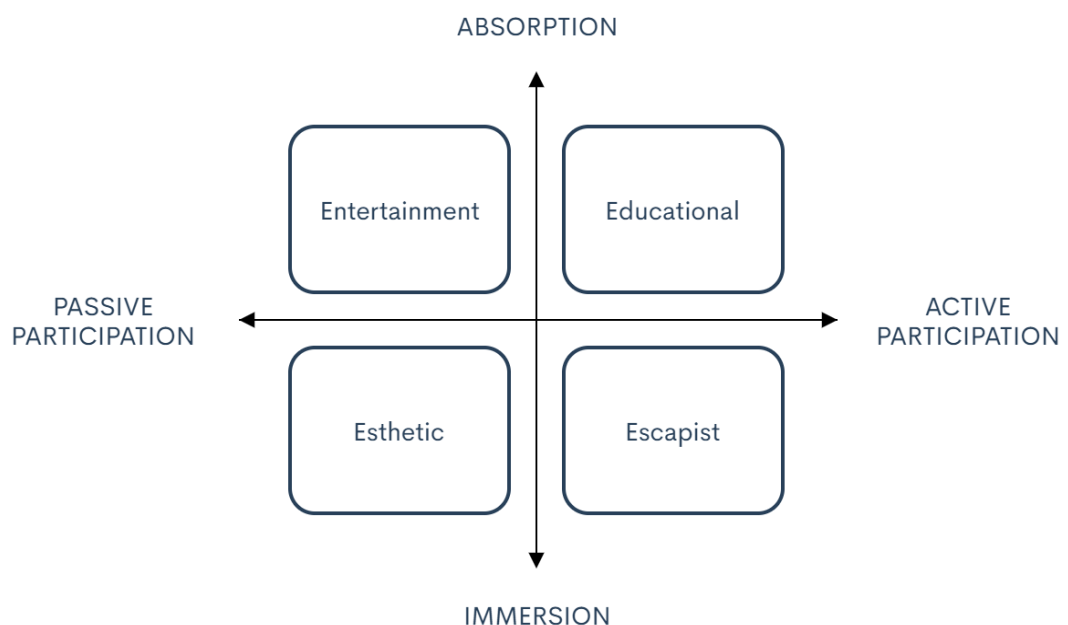 ABSORPTION
Entertainment
Educational
PASSIVE
PARTICIPATION
ACTIVE
PARTICIPATION
Esthetic
Escapist
IMMERSION